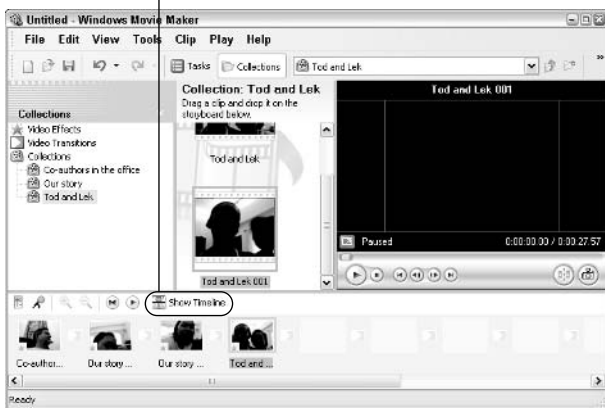 Untitled - Windows Movie Maker
File Edit View Tools Clip Play Help
Tasks Collections Tod and Lek
Collections
Video Effects
Video Transitions
Collections
Co-authors in the office
Our story
Tod and Lek
Collection: Tod and Lek
Drag a clip and drop it on the
storyboard below.
Tod and Lek
Tod and Lek 001
Tod and Lek 001
Paused 0:00:00.00 / 0:00:27.57
Show Timeline
Co-author... Our story ... Our story ... Tod and ...
Ready